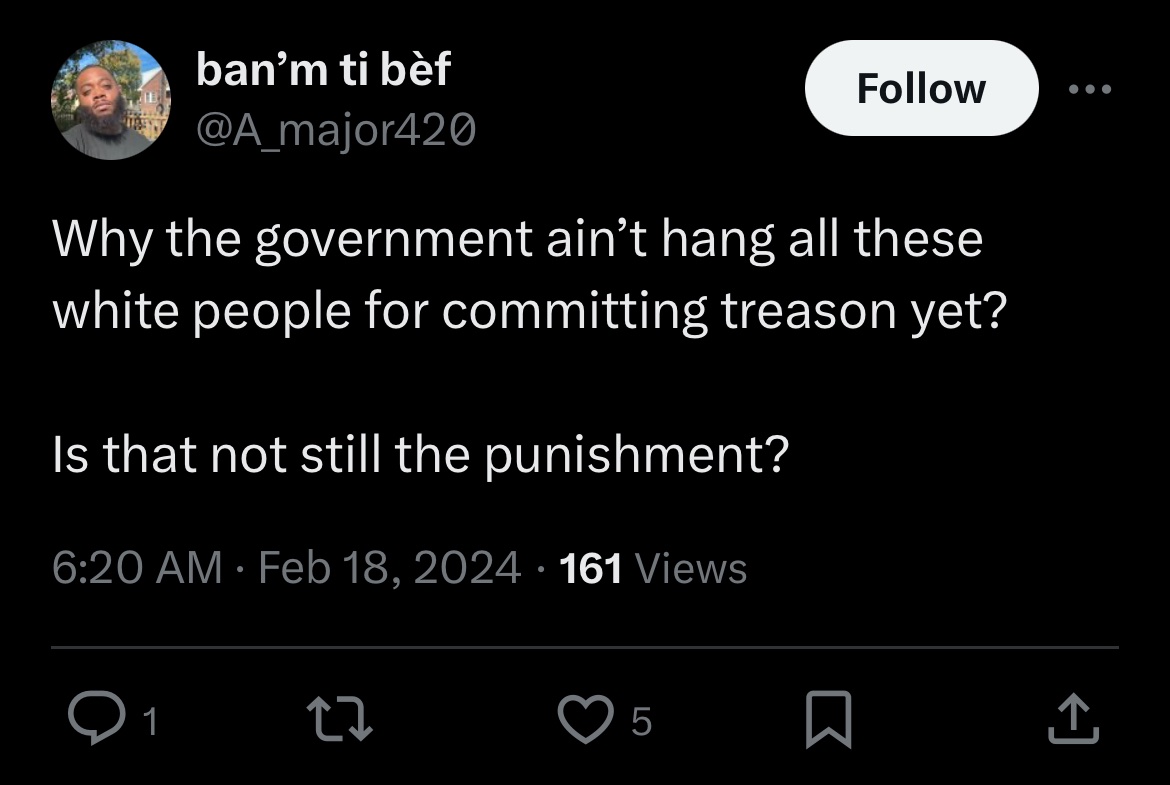 ban’m ti bèf
@A_major420
Follow
Why the government ain’t hang all these
white people for committing treason yet?
Is that not still the punishment?
6:20 AM · Feb 18, 2024 · 161 Views
1
5